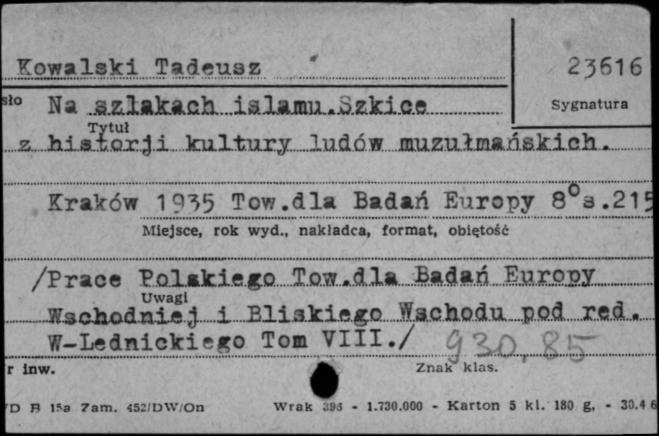 Kowalski Tadeusz 23616
sło Na szlakach islamu.Szkice Sygnatura
Tytuł
z historji kultury ludów muzułmańskich.
Kraków 1935 Tow.dla Badań Europy 8°s.215
Miejsce, rok wyd., nakładca, format, objętość
/Prace Polskiego Tow.dla Badań Europy
Uwagi
Wschodniej i Bliskiego Wschodu pod red.
W-Lednickiego Tom VIII./ 930.85
r inw. Znak klas.
/D B 15a Zam. 452/DW/On Wrak 396 - 1.730.000 - Karton 5 kl. 180 g. - 30.4 6